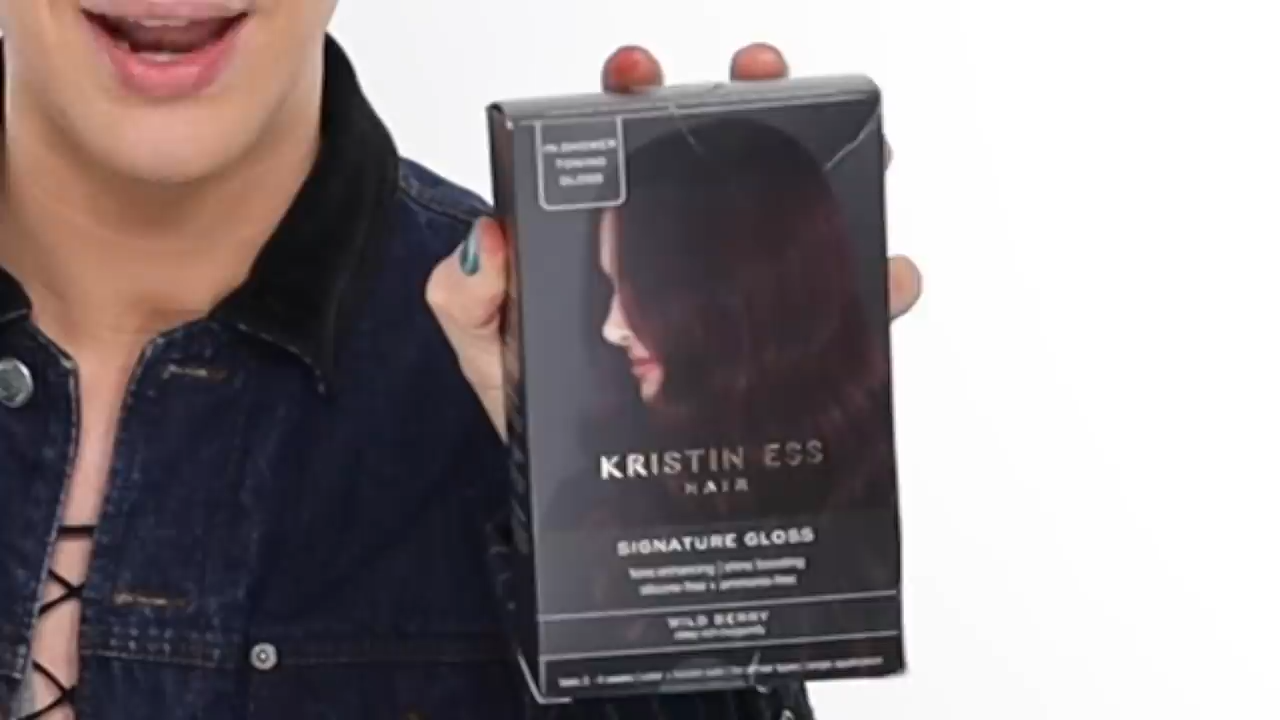 IN-SHOWER
TONING
GLOSS
KRISTIN ESS
HAIR
SIGNATURE GLOSS
tone enhancing | shine boosting
silicone-free + ammonia-free
WILD BERRY